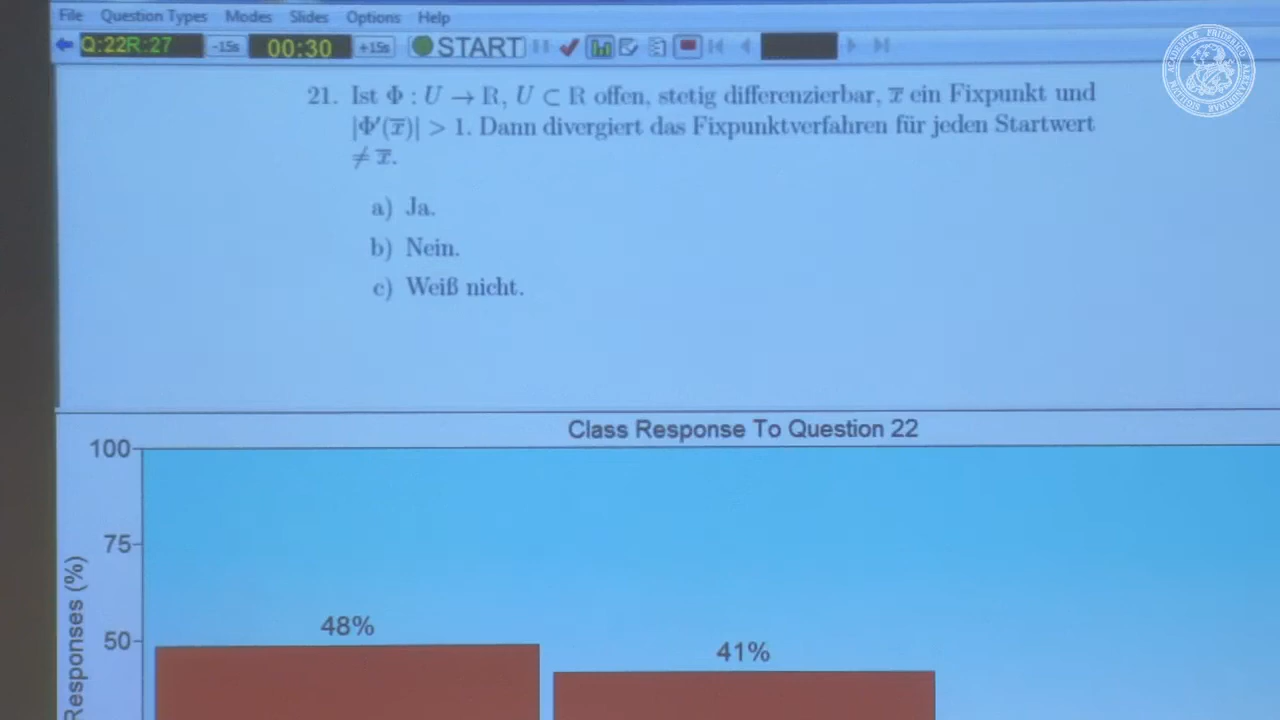 File Question Types Modes Slides Options Help
Q:22R:27 -15s 00:30 +15s START
21. Ist Φ : U → R, U ⊂ R offen, stetig differenzierbar, x̅ ein Fixpunkt und
|Φ′(x̅)| > 1. Dann divergiert das Fixpunktverfahren für jeden Startwert
≠ x̅.
a) Ja.
b) Nein.
c) Weiß nicht.
Class Response To Question 22
100
75
50
Responses (%)
48%
41%